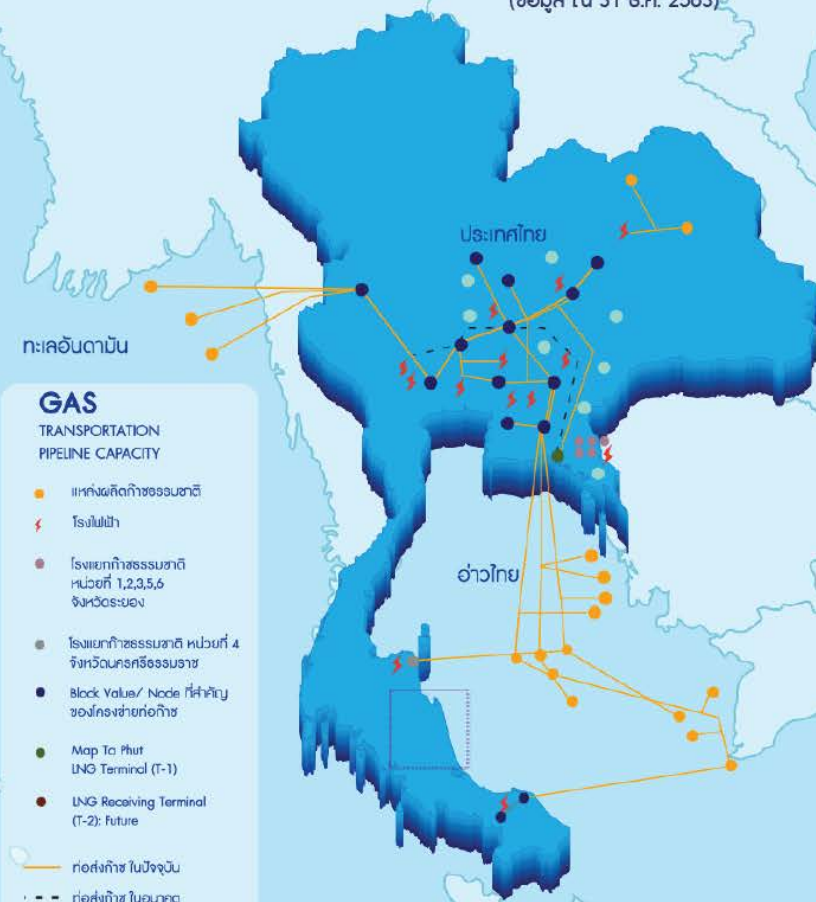 (ข้อมูล ณ 31 ธ.ค. 2563)
ประเทศไทย
ทะเลอันดามัน
อ่าวไทย
GAS
TRANSPORTATION
PIPELINE CAPACITY
แหล่งผลิตก๊าซธรรมชาติ
โรงไฟฟ้า
โรงแยกก๊าซธรรมชาติ
หน่วยที่ 1,2,3,5,6
จังหวัดระยอง
โรงแยกก๊าซธรรมชาติ หน่วยที่ 4
จังหวัดนครศรีธรรมราช
Block Value/ Node ที่สำคัญ
ของโครงข่ายท่อก๊าซ
Map Ta Phut
LNG Terminal (T-1)
LNG Receiving Terminal
(T-2): Future
ท่อส่งก๊าซ ในปัจจุบัน
ท่อส่งก๊าซ ในอนาคต